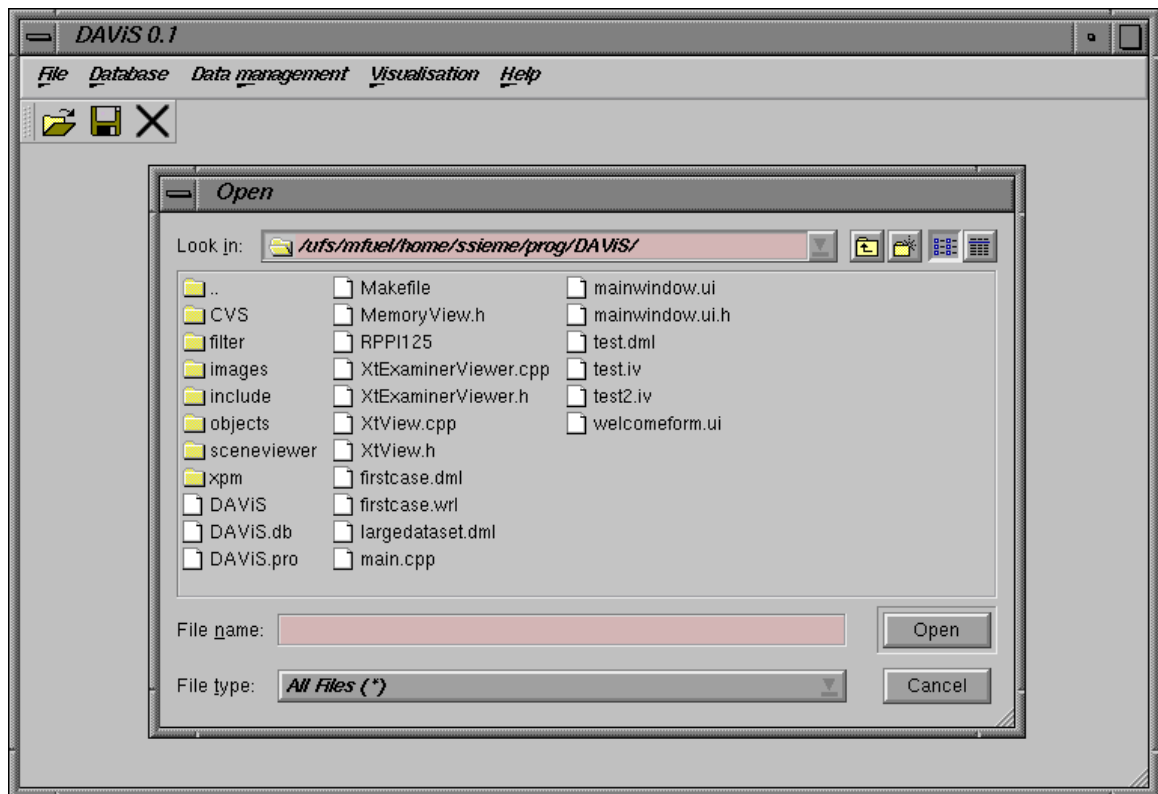 DAViS 0.1
File Database Data management Visualisation Help
Open
Look in: /ufs/mfuel/home/ssieme/prog/DAViS/
..
CVS
filter
images
include
objects
sceneviewer
xpm
DAViS
DAViS.db
DAViS.pro
Makefile
MemoryView.h
RPPI125
XtExaminerViewer.cpp
XtExaminerViewer.h
XtView.cpp
XtView.h
firstcase.dml
firstcase.wrl
largedataset.dml
main.cpp
mainwindow.ui
mainwindow.ui.h
test.dml
test.iv
test2.iv
welcomeform.ui
File name: Open
File type: All Files (*) Cancel